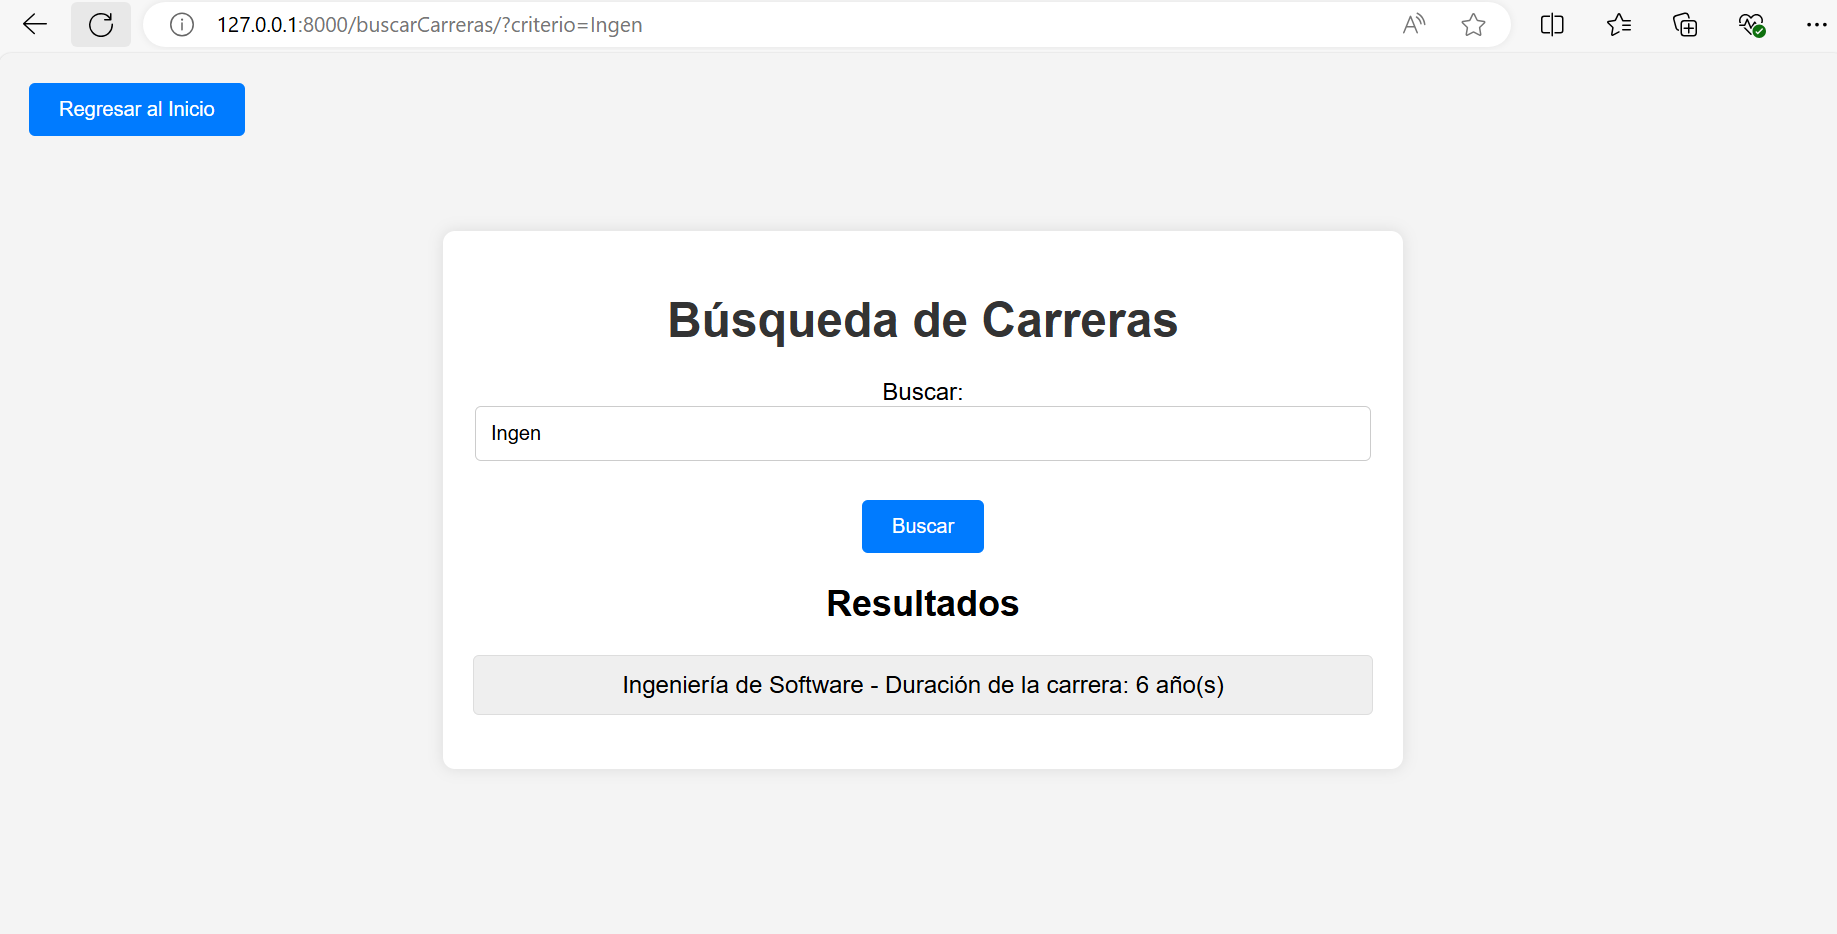 127.0.0.1:8000/buscarCarreras/?criterio=Ingen
Regresar al Inicio
Búsqueda de Carreras
Buscar:
Ingen
Buscar
Resultados
Ingeniería de Software - Duración de la carrera: 6 año(s)